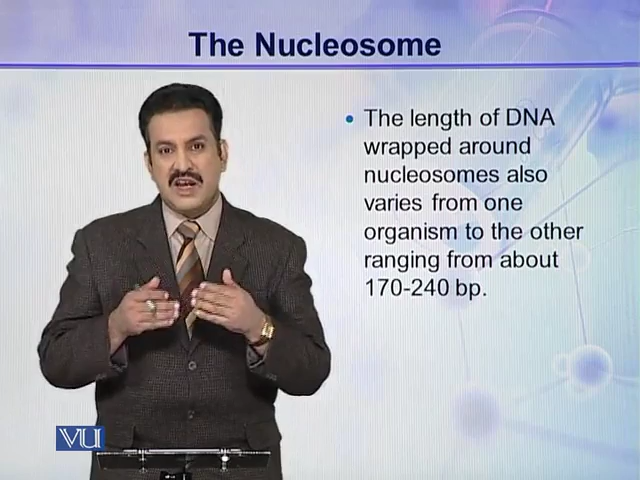 The Nucleosome
• The length of DNA
wrapped around
nucleosomes also
varies from one
organism to the other
ranging from about
170-240 bp.
VU